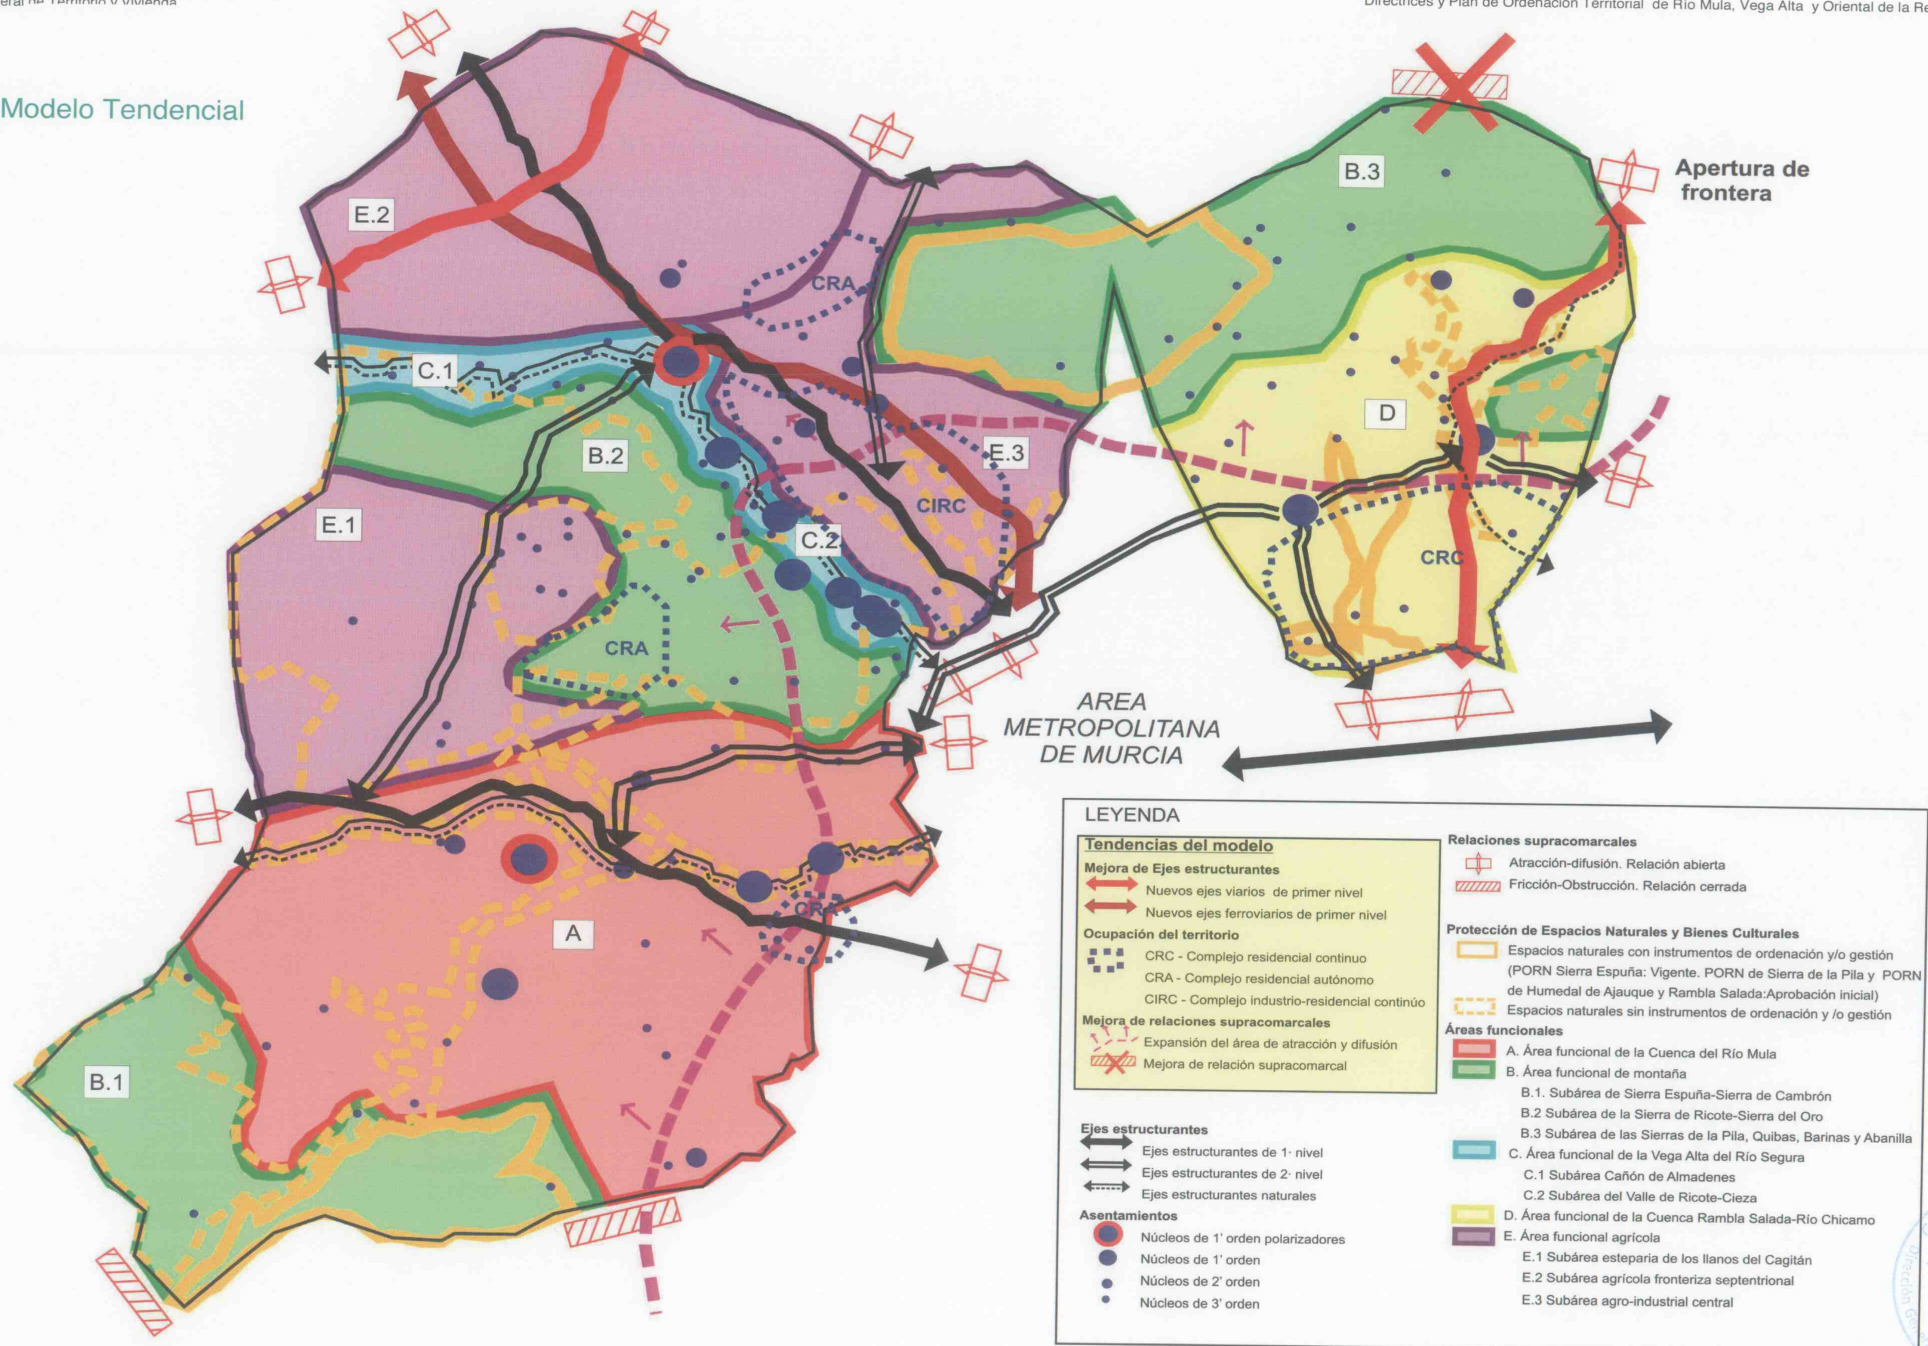 Directrices y Plan de Ordenación Territorial de Río Mula, Vega Alta y Oriental de la Re
Modelo Tendencial
B.3
Apertura de
frontera
E.2
CRA
C.1
D
B.2
E.3
CIRC
E.1
C.2
CRC
CRA
AREA
METROPOLITANA
DE MURCIA
CRA
A
B.1
LEYENDA
Tendencias del modelo
Mejora de Ejes estructurantes
Nuevos ejes viarios de primer nivel
Nuevos ejes ferroviarios de primer nivel
Ocupación del territorio
CRC - Complejo residencial continuo
CRA - Complejo residencial autónomo
CIRC - Complejo industrio-residencial continúo
Mejora de relaciones supracomarcales
Expansión del área de atracción y difusión
Mejora de relación supracomarcal
Ejes estructurantes
Ejes estructurantes de 1· nivel
Ejes estructurantes de 2· nivel
Ejes estructurantes naturales
Asentamientos
Núcleos de 1' orden polarizadores
Núcleos de 1' orden
Núcleos de 2' orden
Núcleos de 3' orden
Relaciones supracomarcales
Atracción-difusión. Relación abierta
Fricción-Obstrucción. Relación cerrada
Protección de Espacios Naturales y Bienes Culturales
Espacios naturales con instrumentos de ordenación y/o gestión
(PORN Sierra Espuña: Vigente. PORN de Sierra de la Pila y PORN
de Humedal de Ajauque y Rambla Salada:Aprobación inicial)
Espacios naturales sin instrumentos de ordenación y /o gestión
Áreas funcionales
A. Área funcional de la Cuenca del Río Mula
B. Área funcional de montaña
B.1. Subárea de Sierra Espuña-Sierra de Cambrón
B.2 Subárea de la Sierra de Ricote-Sierra del Oro
B.3 Subárea de las Sierras de la Pila, Quibas, Barinas y Abanilla
C. Área funcional de la Vega Alta del Río Segura
C.1 Subárea Cañón de Almadenes
C.2 Subárea del Valle de Ricote-Cieza
D. Área funcional de la Cuenca Rambla Salada-Río Chicamo
E. Área funcional agrícola
E.1 Subárea esteparia de los llanos del Cagitán
E.2 Subárea agrícola fronteriza septentrional
E.3 Subárea agro-industrial central